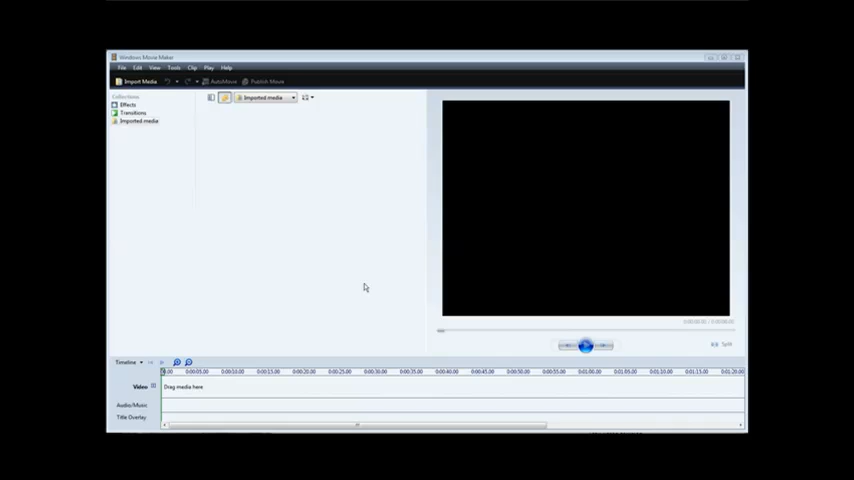 Windows Movie Maker
File Edit View Tools Clip Play Help
Import Media AutoMovie Publish Movie
Collections
Effects
Transitions
Imported media
Imported media
Split
Timeline
0:00:05.00 0:00:10.00 0:00:15.00 0:00:20.00 0:00:25.00 0:00:30.00 0:00:35.00 0:00:40.00 0:00:45.00 0:00:50.00 0:00:55.00 0:01:00.00 0:01:05.00 0:01:10.00 0:01:15.00 0:01:20.00
Video Drag media here
Audio/Music
Title Overlay